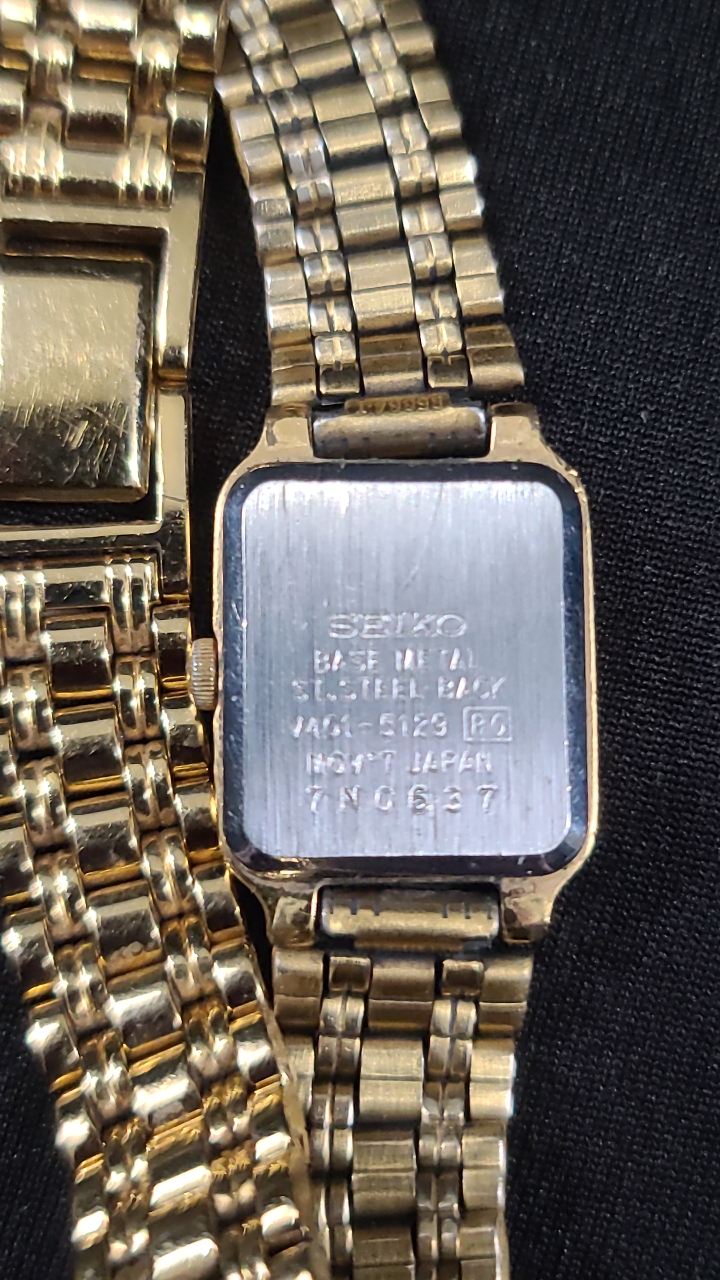 SEIKO
BASE METAL
ST.STEEL BACK
V401-5129 R0
MOV'T JAPAN
7N0637